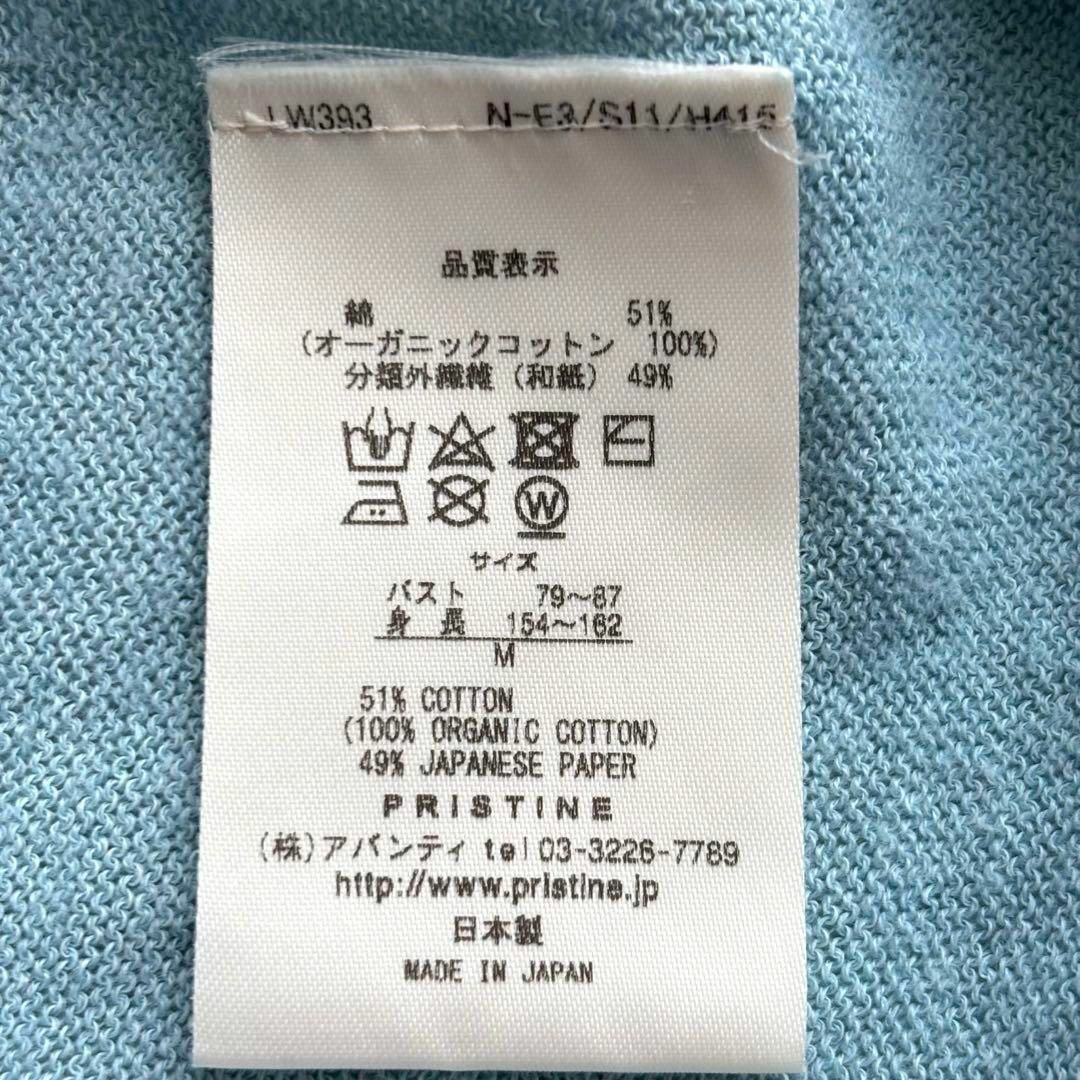 LW393 N-E3/S11/H415
品質表示
綿 51%
(オーガニックコットン 100%)
分類外繊維(和紙) 49%
W
サイズ
バスト 79～87
身 長 154～162
M
51% COTTON
(100% ORGANIC COTTON)
49% JAPANESE PAPER
PRISTINE
(株)アバンティ tel 03-3226-7789
http://www.pristine.jp
日本製
MADE IN JAPAN